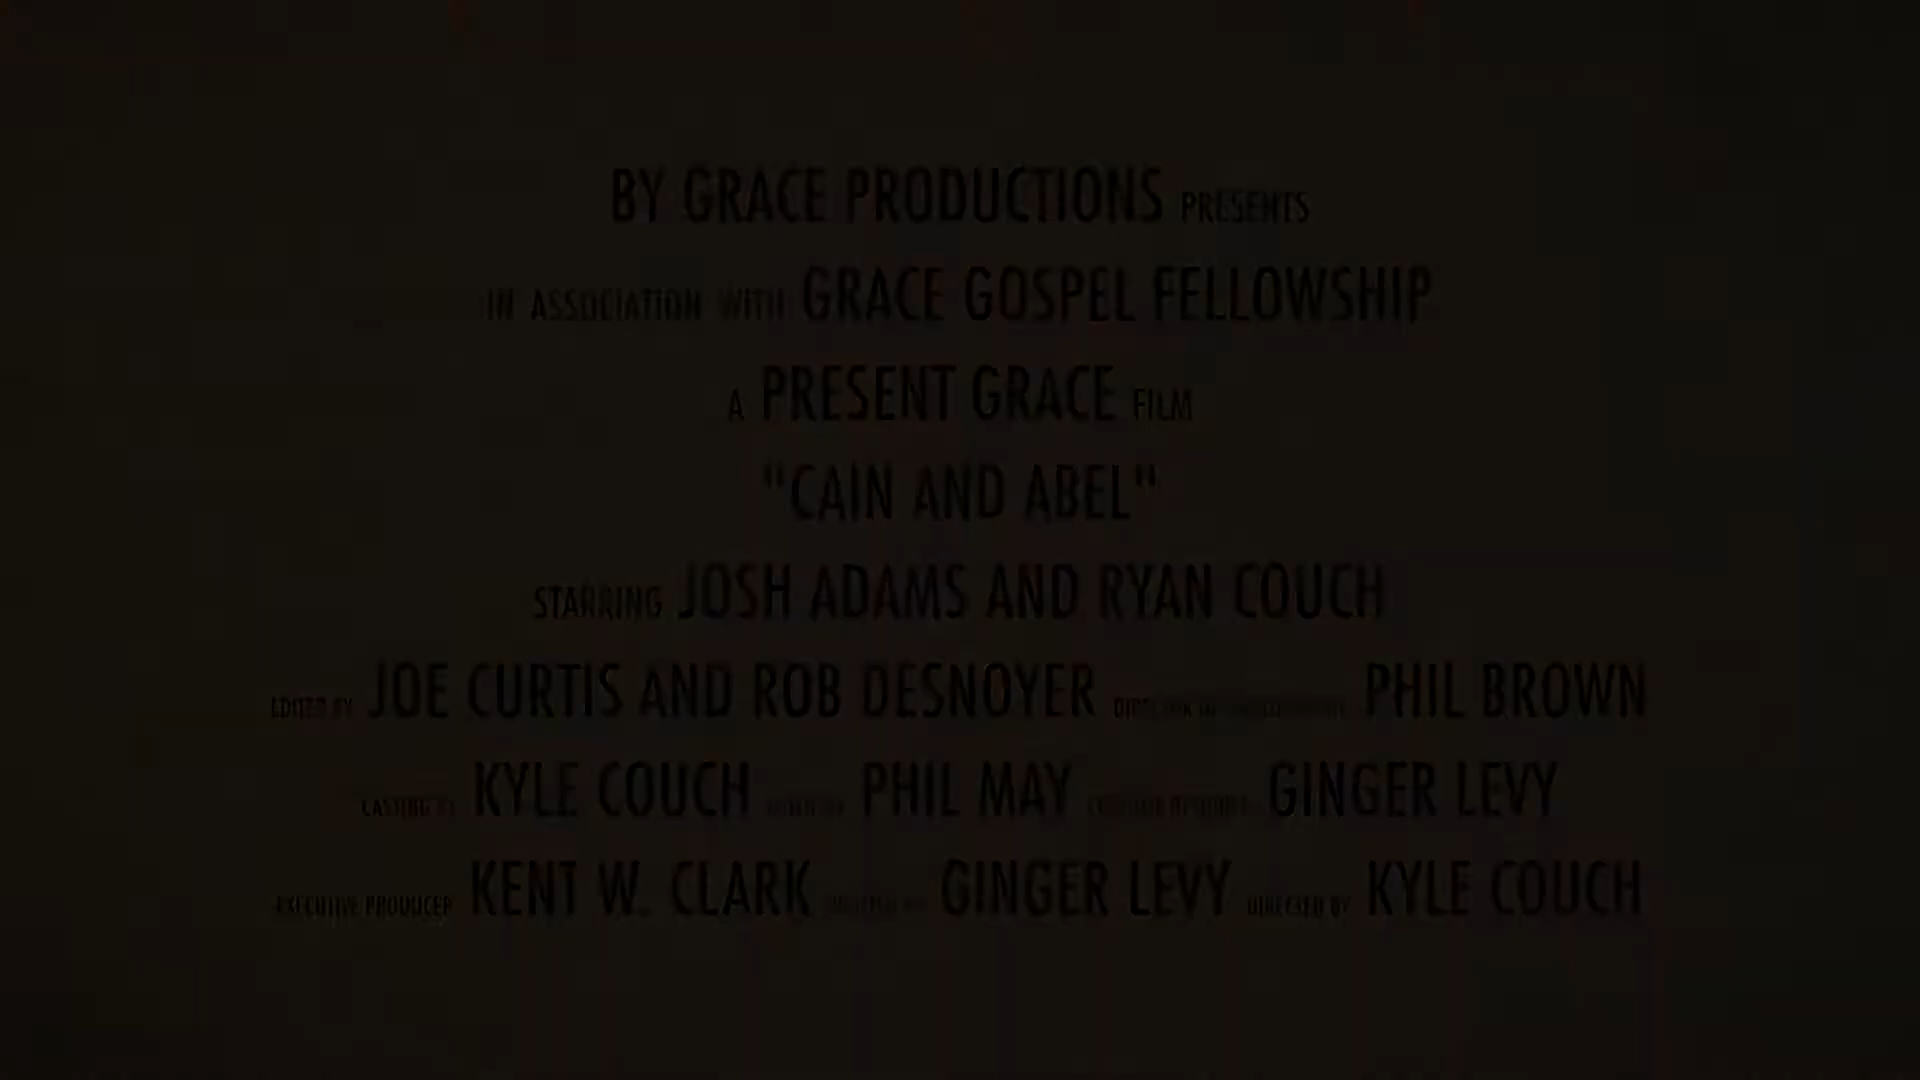 BY GRACE PRODUCTIONS PRESENTS
IN ASSOCIATION WITH GRACE GOSPEL FELLOWSHIP
A PRESENT GRACE FILM
"CAIN AND ABEL"
STARRING JOSH ADAMS AND RYAN COUCH
EDITED BY JOE CURTIS AND ROB DESNOYER PHIL BROWN
CASTING BY KYLE COUCH PHIL MAY GINGER LEVY
EXECUTIVE PRODUCER KENT W. CLARK GINGER LEVY DIRECTED BY KYLE COUCH